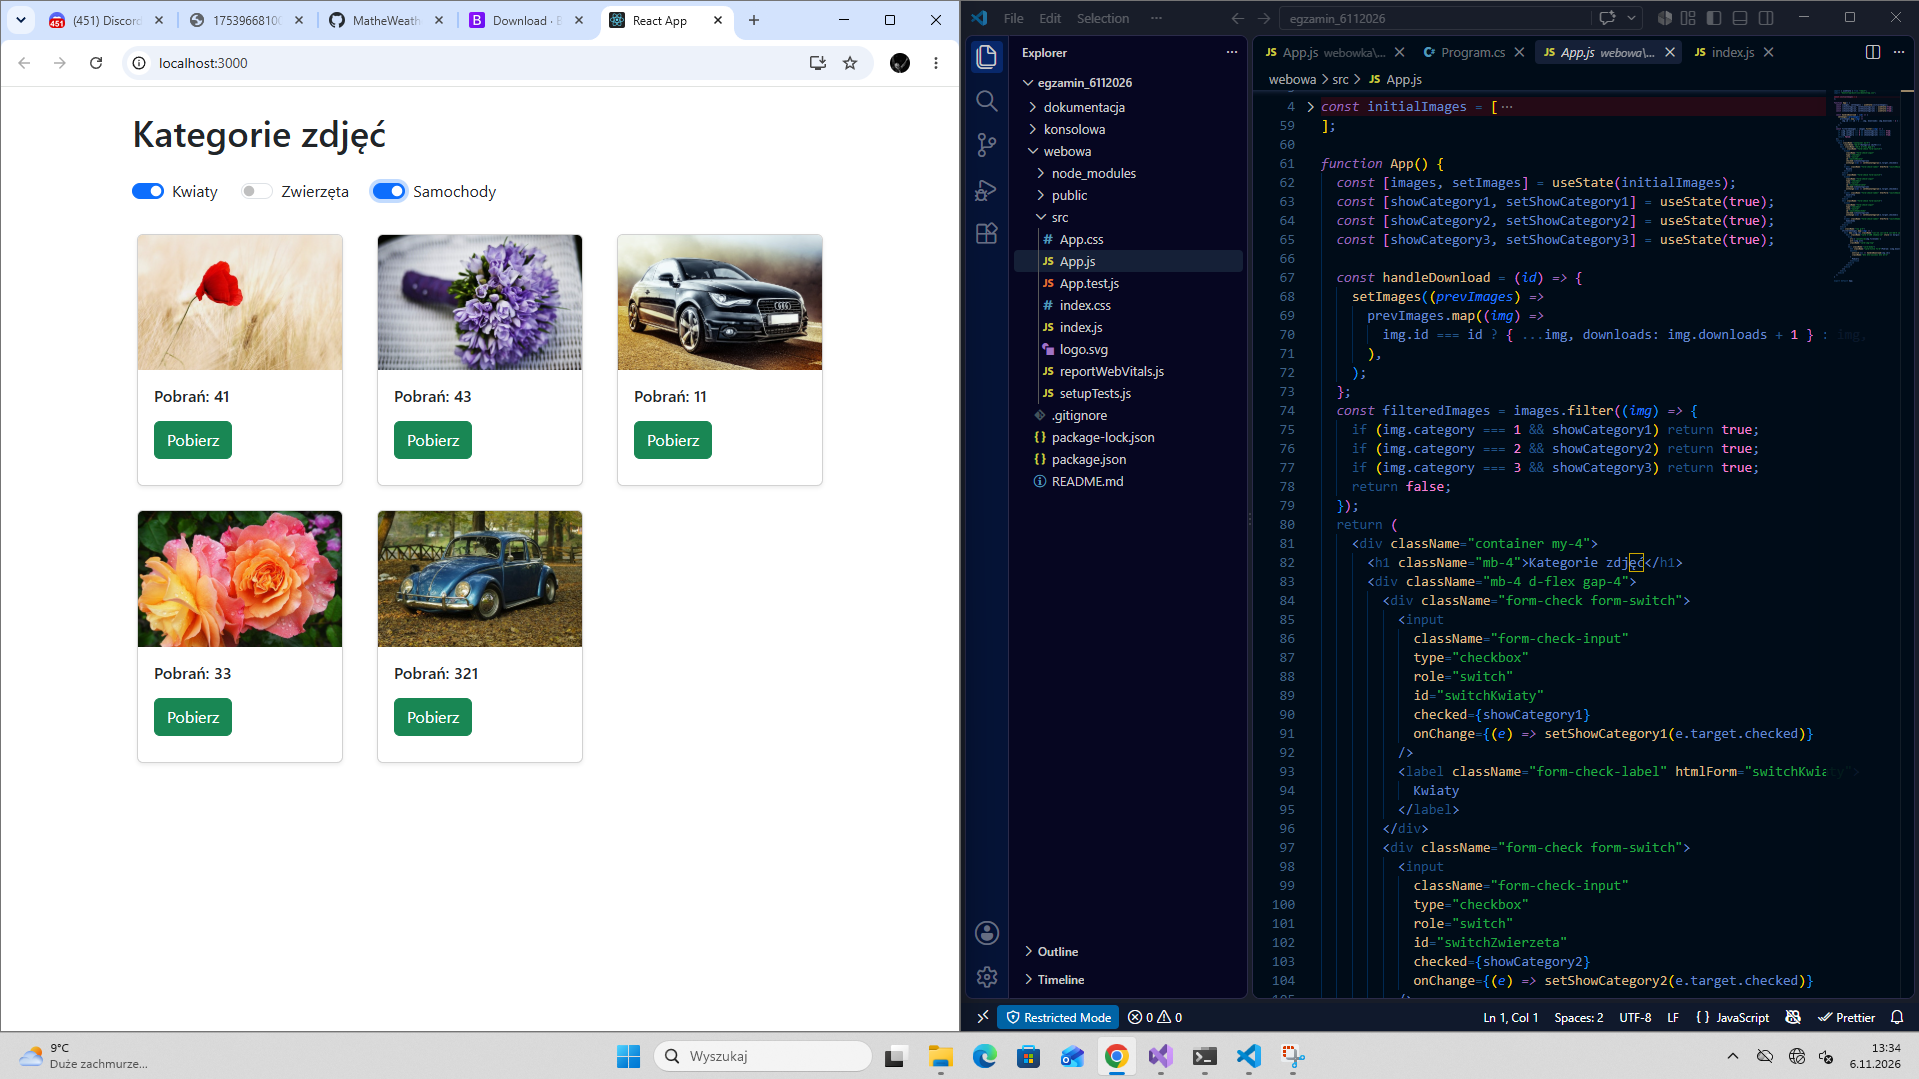 (451) Discord
17539668100
MatheWeath
Download · B
React App
localhost:3000
Kategorie zdjęć
Kwiaty
Zwierzęta
Samochody
Pobrań: 41
Pobierz
Pobrań: 43
Pobierz
Pobrań: 11
Pobierz
Pobrań: 33
Pobierz
Pobrań: 321
Pobierz
File Edit Selection ···
egzamin_6112026
Explorer
egzamin_6112026
dokumentacja
konsolowa
webowa
node_modules
public
src
# App.css
JS App.js
JS App.test.js
# index.css
JS index.js
logo.svg
JS reportWebVitals.js
JS setupTests.js
.gitignore
{} package-lock.json
{} package.json
README.md
Outline
Timeline
JS App.js webowka\...
C# Program.cs
JS App.js webowa\...
JS index.js
webowa > src > JS App.js
4 const initialImages = [ ···
59 ];
60
61 function App() {
62 const [images, setImages] = useState(initialImages);
63 const [showCategory1, setShowCategory1] = useState(true);
64 const [showCategory2, setShowCategory2] = useState(true);
65 const [showCategory3, setShowCategory3] = useState(true);
66
67 const handleDownload = (id) => {
68 setImages((prevImages) =>
69 prevImages.map((img) =>
70 img.id === id ? { ...img, downloads: img.downloads + 1 } : img,
71 ),
72 );
73 };
74 const filteredImages = images.filter((img) => {
75 if (img.category === 1 && showCategory1) return true;
76 if (img.category === 2 && showCategory2) return true;
77 if (img.category === 3 && showCategory3) return true;
78 return false;
79 });
80 return (
81 <div className="container my-4">
82 <h1 className="mb-4">Kategorie zdjęć</h1>
83 <div className="mb-4 d-flex gap-4">
84 <div className="form-check form-switch">
85 <input
86 className="form-check-input"
87 type="checkbox"
88 role="switch"
89 id="switchKwiaty"
90 checked={showCategory1}
91 onChange={(e) => setShowCategory1(e.target.checked)}
92 />
93 <label className="form-check-label" htmlForm="switchKwiaty">
94 Kwiaty
95 </label>
96 </div>
97 <div className="form-check form-switch">
98 <input
99 className="form-check-input"
100 type="checkbox"
101 role="switch"
102 id="switchZwierzeta"
103 checked={showCategory2}
104 onChange={(e) => setShowCategory2(e.target.checked)}
Restricted Mode 0 0
Ln 1, Col 1 Spaces: 2 UTF-8 LF {} JavaScript Prettier
9°C
Duże zachmurze...
Wyszukaj
13:34
6.11.2026